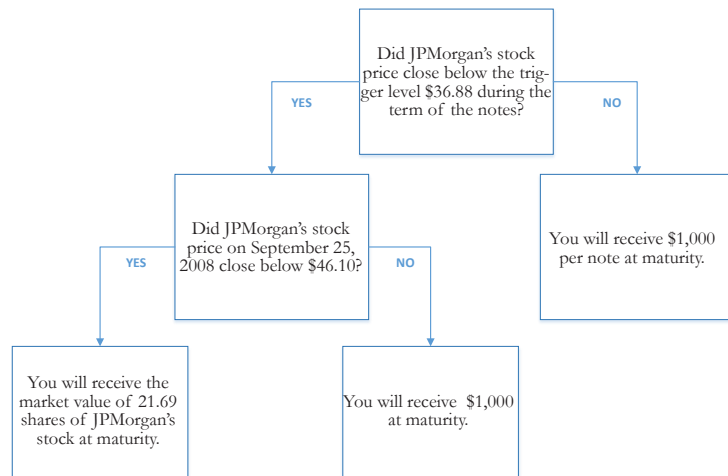 Did JPMorgan's stock
price close below the trig-
ger level $36.88 during the
term of the notes?
YES
NO
Did JPMorgan's stock
price on September 25,
2008 close below $46.10?
You will receive $1,000
per note at maturity.
YES
NO
You will receive the
market value of 21.69
shares of JPMorgan's
stock at maturity.
You will receive $1,000
at maturity.